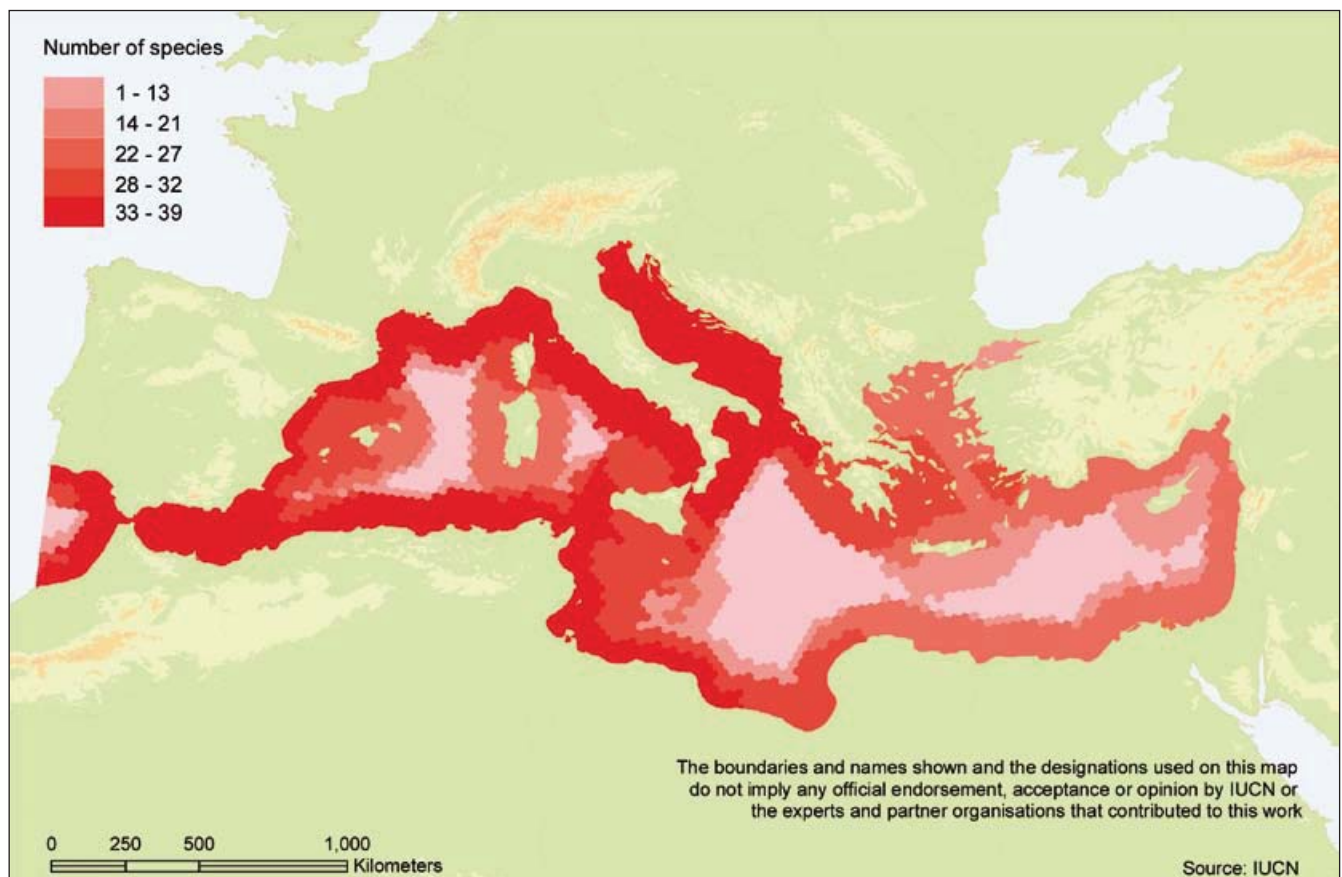 Number of species
1 - 13
14 - 21
22 - 27
28 - 32
33 - 39
The boundaries and names shown and the designations used on this map
do not imply any official endorsement, acceptance or opinion by IUCN or
the experts and partner organisations that contributed to this work
0 250 500 1,000
Kilometers
Source: IUCN